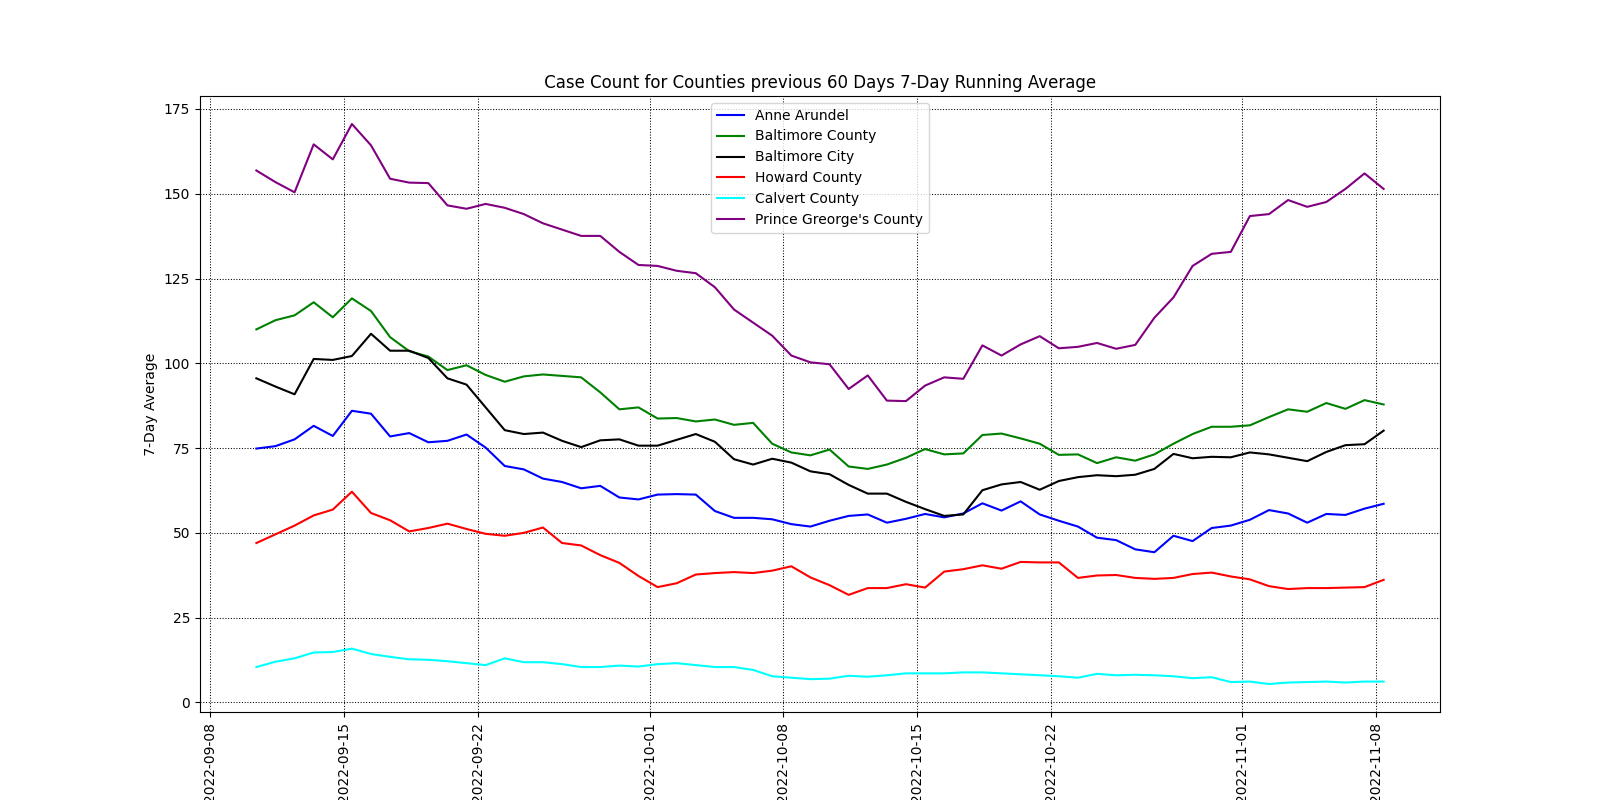 Case Count for Counties previous 60 Days 7-Day Running Average
175
150
125
100
75
50
25
0
7-Day Average
Anne Arundel
Baltimore County
Baltimore City
Howard County
Calvert County
Prince Greorge's County
2022-09-08
2022-09-15
2022-09-22
2022-10-01
2022-10-08
2022-10-15
2022-10-22
2022-11-01
2022-11-08